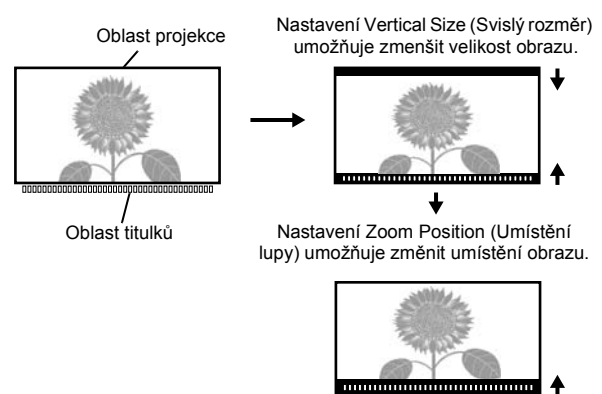 Oblast projekce
Nastavení Vertical Size (Svislý rozměr)
umožňuje zmenšit velikost obrazu.
Oblast titulků
Nastavení Zoom Position (Umístění
lupy) umožňuje změnit umístění obrazu.